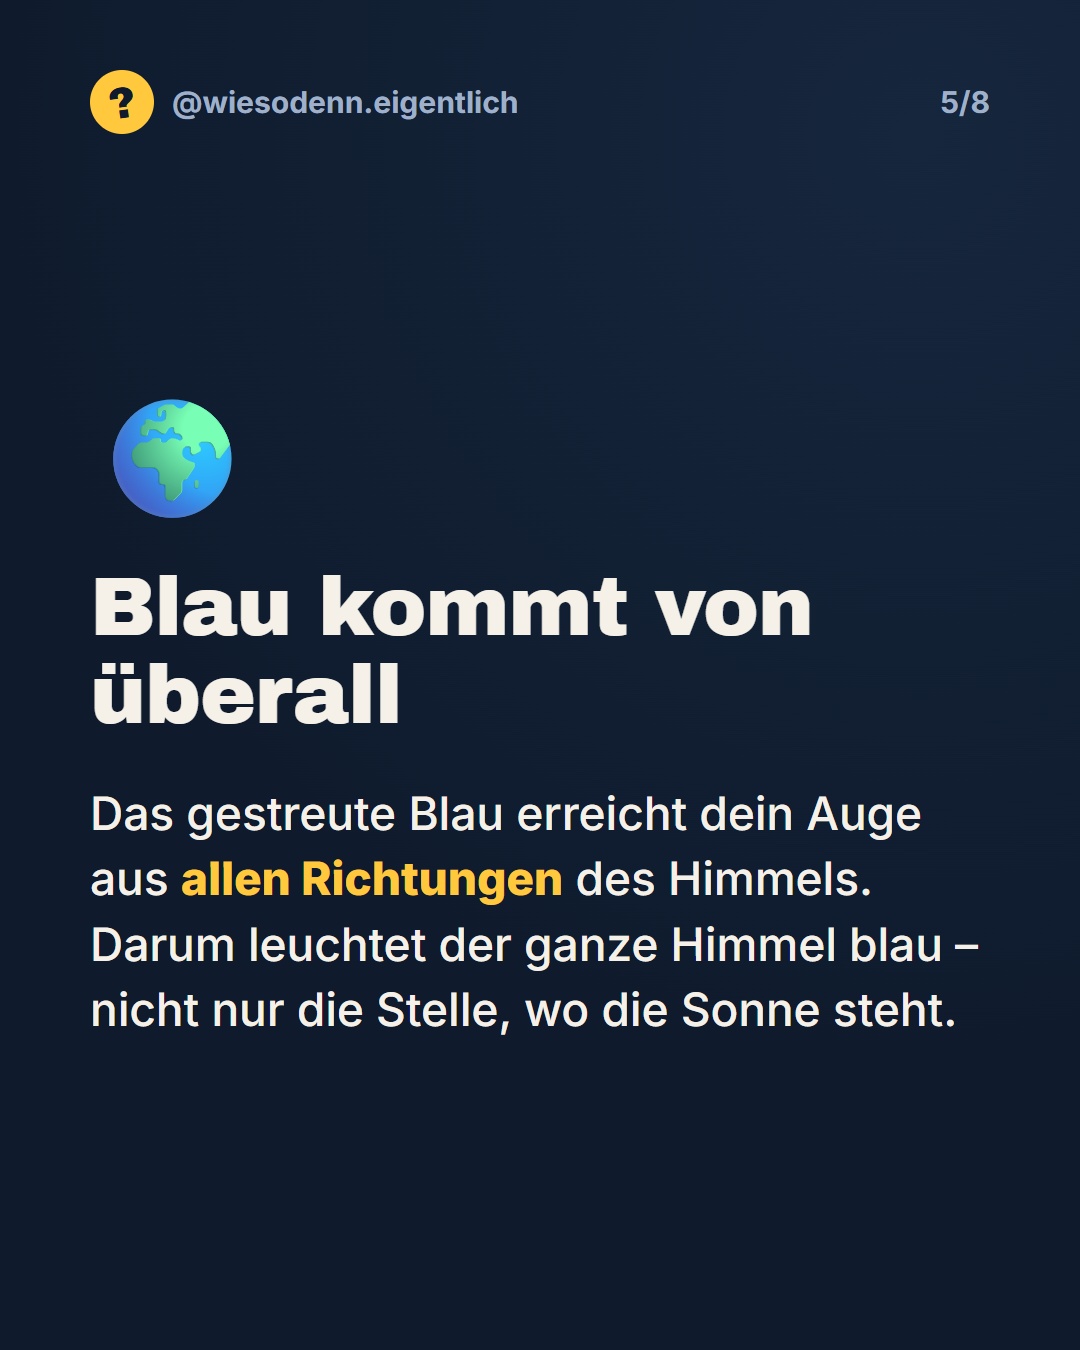 ?
@wiesodenn.eigentlich
5/8
Blau kommt von
überall
Das gestreute Blau erreicht dein Auge
aus allen Richtungen des Himmels.
Darum leuchtet der ganze Himmel blau –
nicht nur die Stelle, wo die Sonne steht.